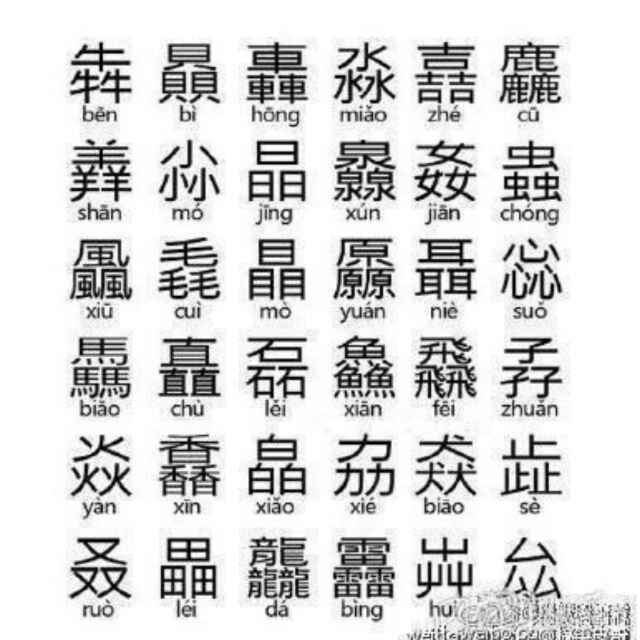 犇 贔 轟 淼 嚞 麤
bēn bì hōng miǎo zhé cū
羴 尛 晶 灥 姦 蟲
shān mó jīng xún jiān chóng
飍 毳 瞐 厵 聶 惢
xiū cuì mò yuán niè suǒ
驫 矗 磊 鱻 飝 孨
biāo chù lěi xiān fēi zhuǎn
焱 馫 皛 劦 猋 歮
yàn xīn xiǎo xié biāo sè
叒 畾 龘 靐 芔 厽
ruò léi dá bìng